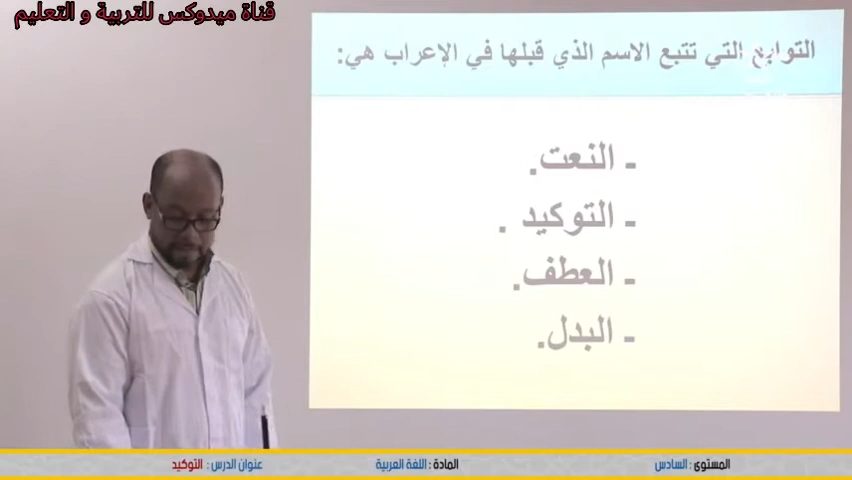 قناة ميدوكس للتربية و التعليم
التوابع التي تتبع الاسم الذي قبلها في الإعراب هي:
- النعت.
- التوكيد .
- العطف.
- البدل.
المستوى : السادس المادة : اللغة العربية عنوان الدرس : التوكيد